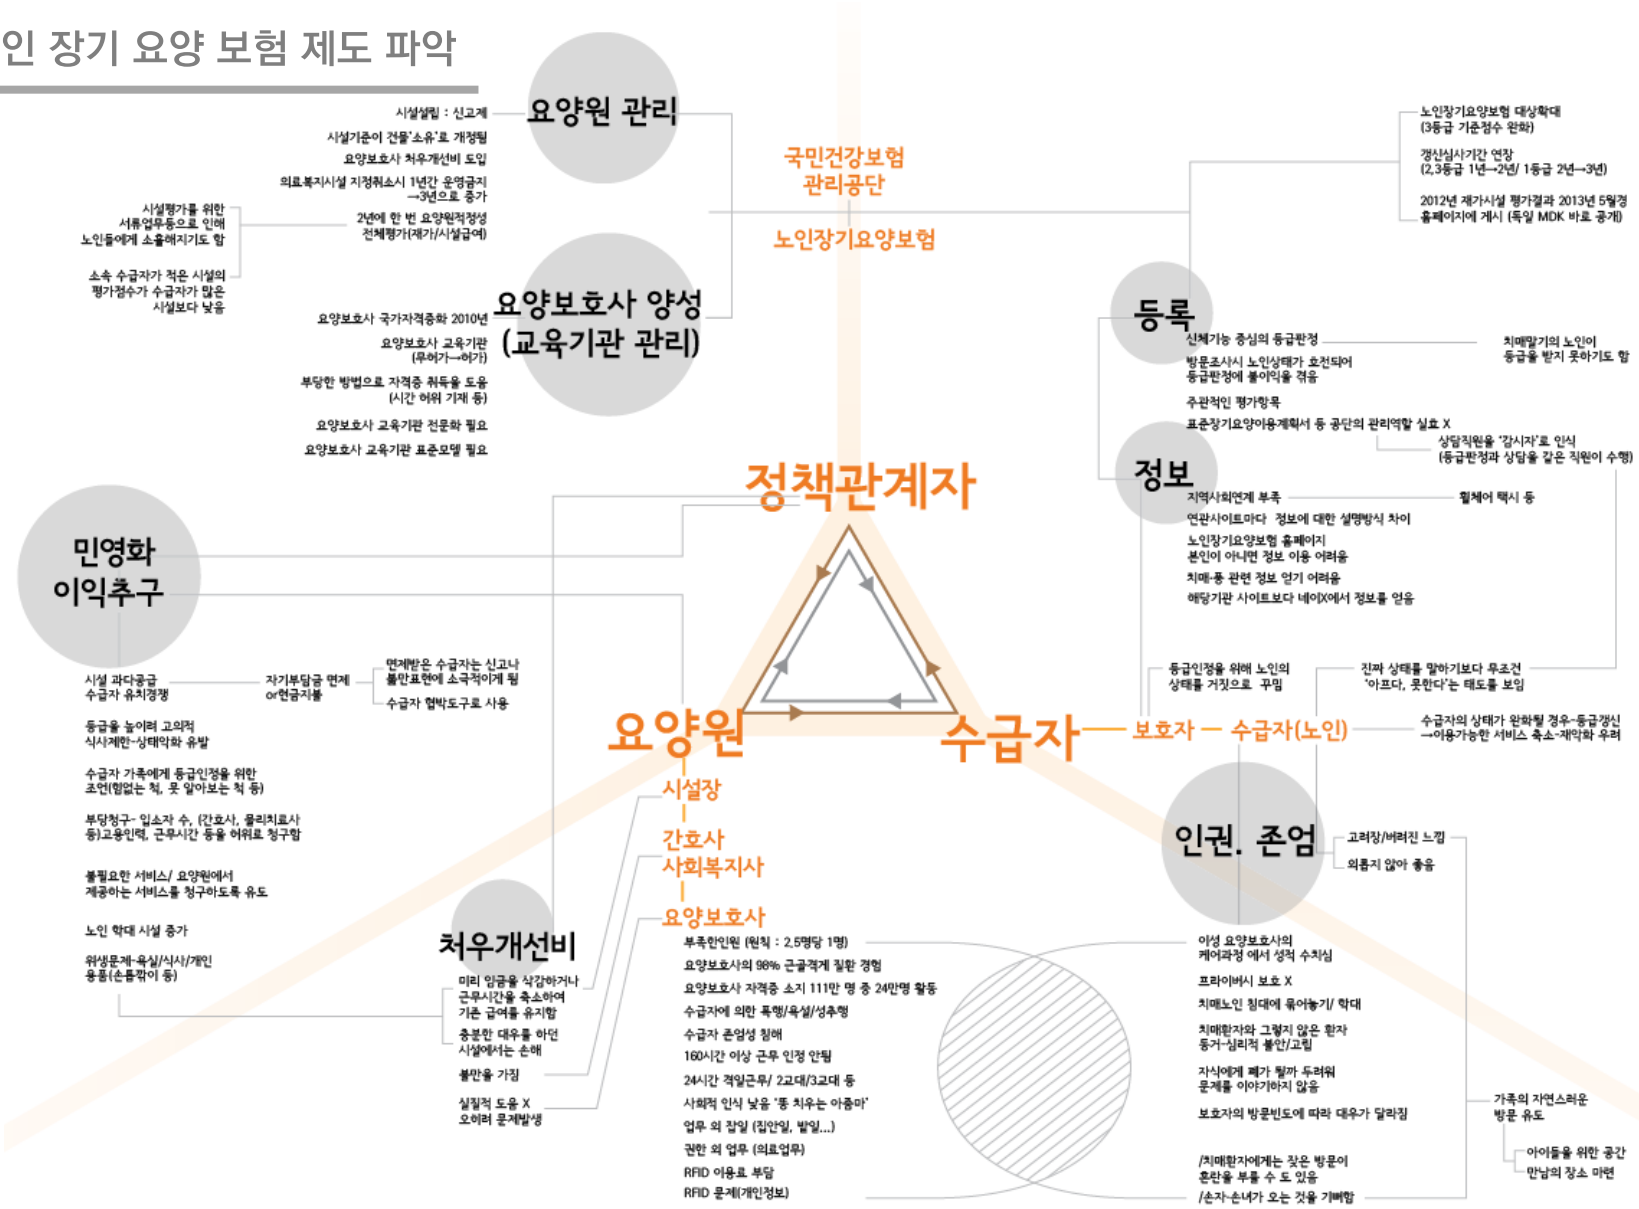 인 장기 요양 보험 제도 파악
요양원 관리
시설설립 : 신고제
시설기준이 건물'소유'로 개정됨
요양보호사 처우개선비 도입
의료복지시설 지정취소시 1년간 운영금지
→3년으로 증가
2년에 한 번 요양원적정성
전체평가(재가/시설급여)
시설평가를 위한
서류업무등으로 인해
노인들에게 소홀해지기도 함
소속 수급자가 적은 시설의
평가점수가 수급자가 많은
시설보다 낮음
요양보호사 양성
(교육기관 관리)
요양보호사 국가자격증화 2010년
요양보호사 교육기관
(무허가→허가)
부당한 방법으로 자격증 취득을 도움
(시간 허위 기재 등)
요양보호사 교육기관 전문화 필요
요양보호사 교육기관 표준모델 필요
국민건강보험
관리공단
노인장기요양보험
노인장기요양보험 대상확대
(3등급 기준점수 완화)
갱신심사기간 연장
(2,3등급 1년→2년/ 1등급 2년→3년)
2012년 재가시설 평가결과 2013년 5월경
홈페이지에 게시 (독일 MDK 바로 공개)
등록
신체기능 중심의 등급판정
치매말기의 노인이
등급을 받지 못하기도 함
방문조사시 노인상태가 호전되어
등급판정에 불이익을 겪음
주관적인 평가항목
표준장기요양이용계획서 등 공단의 관리역할 실효 X
상담직원을 '감시자'로 인식
(등급판정과 상담을 같은 직원이 수행)
정보
지역사회연계 부족
휠체어 택시 등
연관사이트마다 정보에 대한 설명방식 차이
노인장기요양보험 홈페이지
본인이 아니면 정보 이용 어려움
치매·풍 관련 정보 얻기 어려움
해당기관 사이트보다 네이X에서 정보를 얻음
정책관계자
민영화
이익추구
시설 과다공급
수급자 유치경쟁
자기부담금 면제
or현금지불
면제받은 수급자는 신고나
불만표현에 소극적이게 됨
수급자 협박도구로 사용
등급을 높이려 고의적
식사제한-상태악화 유발
수급자 가족에게 등급인정을 위한
조언(힘없는 척, 못 알아보는 척 등)
부당청구- 입소자 수, (간호사, 물리치료사
등)고용인력, 근무시간 등을 허위로 청구함
불필요한 서비스/ 요양원에서
제공하는 서비스를 청구하도록 유도
노인 학대 시설 증가
위생문제-욕실/식사/개인
용품(손톱깎이 등)
요양원
시설장
간호사
사회복지사
요양보호사
처우개선비
미리 임금을 삭감하거나
근무시간을 축소하여
기존 급여를 유지함
충분한 대우를 하던
시설에서는 손해
불만을 가짐
실질적 도움 X
오히려 문제발생
부족한인원 (원칙 : 2.5명당 1명)
요양보호사의 98% 근골격계 질환 경험
요양보호사 자격증 소지 111만 명 중 24만명 활동
수급자에 의한 폭행/욕설/성추행
수급자 존엄성 침해
160시간 이상 근무 인정 안됨
24시간 격일근무/ 2교대/3교대 등
사회적 인식 낮음 '똥 치우는 아줌마'
업무 외 잡일 (집안일, 밭일...)
권한 외 업무 (의료업무)
RFID 이용료 부담
RFID 문제(개인정보)
수급자
보호자
수급자(노인)
등급인정을 위해 노인의
상태를 거짓으로 꾸밈
진짜 상태를 말하기보다 무조건
'아프다, 못한다'는 태도를 보임
수급자의 상태가 완화될 경우-등급갱신
→이용가능한 서비스 축소-재악화 우려
인권. 존엄
고려장/버려진 느낌
외롭지 않아 좋음
이성 요양보호사의
케어과정 에서 성적 수치심
프라이버시 보호 X
치매노인 침대에 묶어놓기/ 학대
치매환자와 그렇지 않은 환자
동거-심리적 불안/고립
자식에게 폐가 될까 두려워
문제를 이야기하지 않음
보호자의 방문빈도에 따라 대우가 달라짐
/치매환자에게는 잦은 방문이
혼란을 부를 수 도 있음
/손자·손녀가 오는 것을 기뻐함
가족의 자연스러운
방문 유도
아이들을 위한 공간
만남의 장소 마련